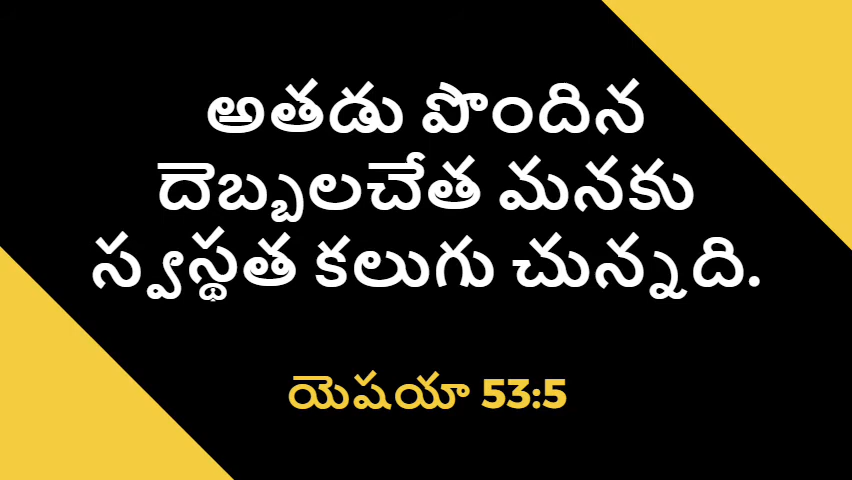 అతడు పొందిన
దెబ్బలచేత మనకు
స్వస్థత కలుగు చున్నది.
యెషయా 53:5